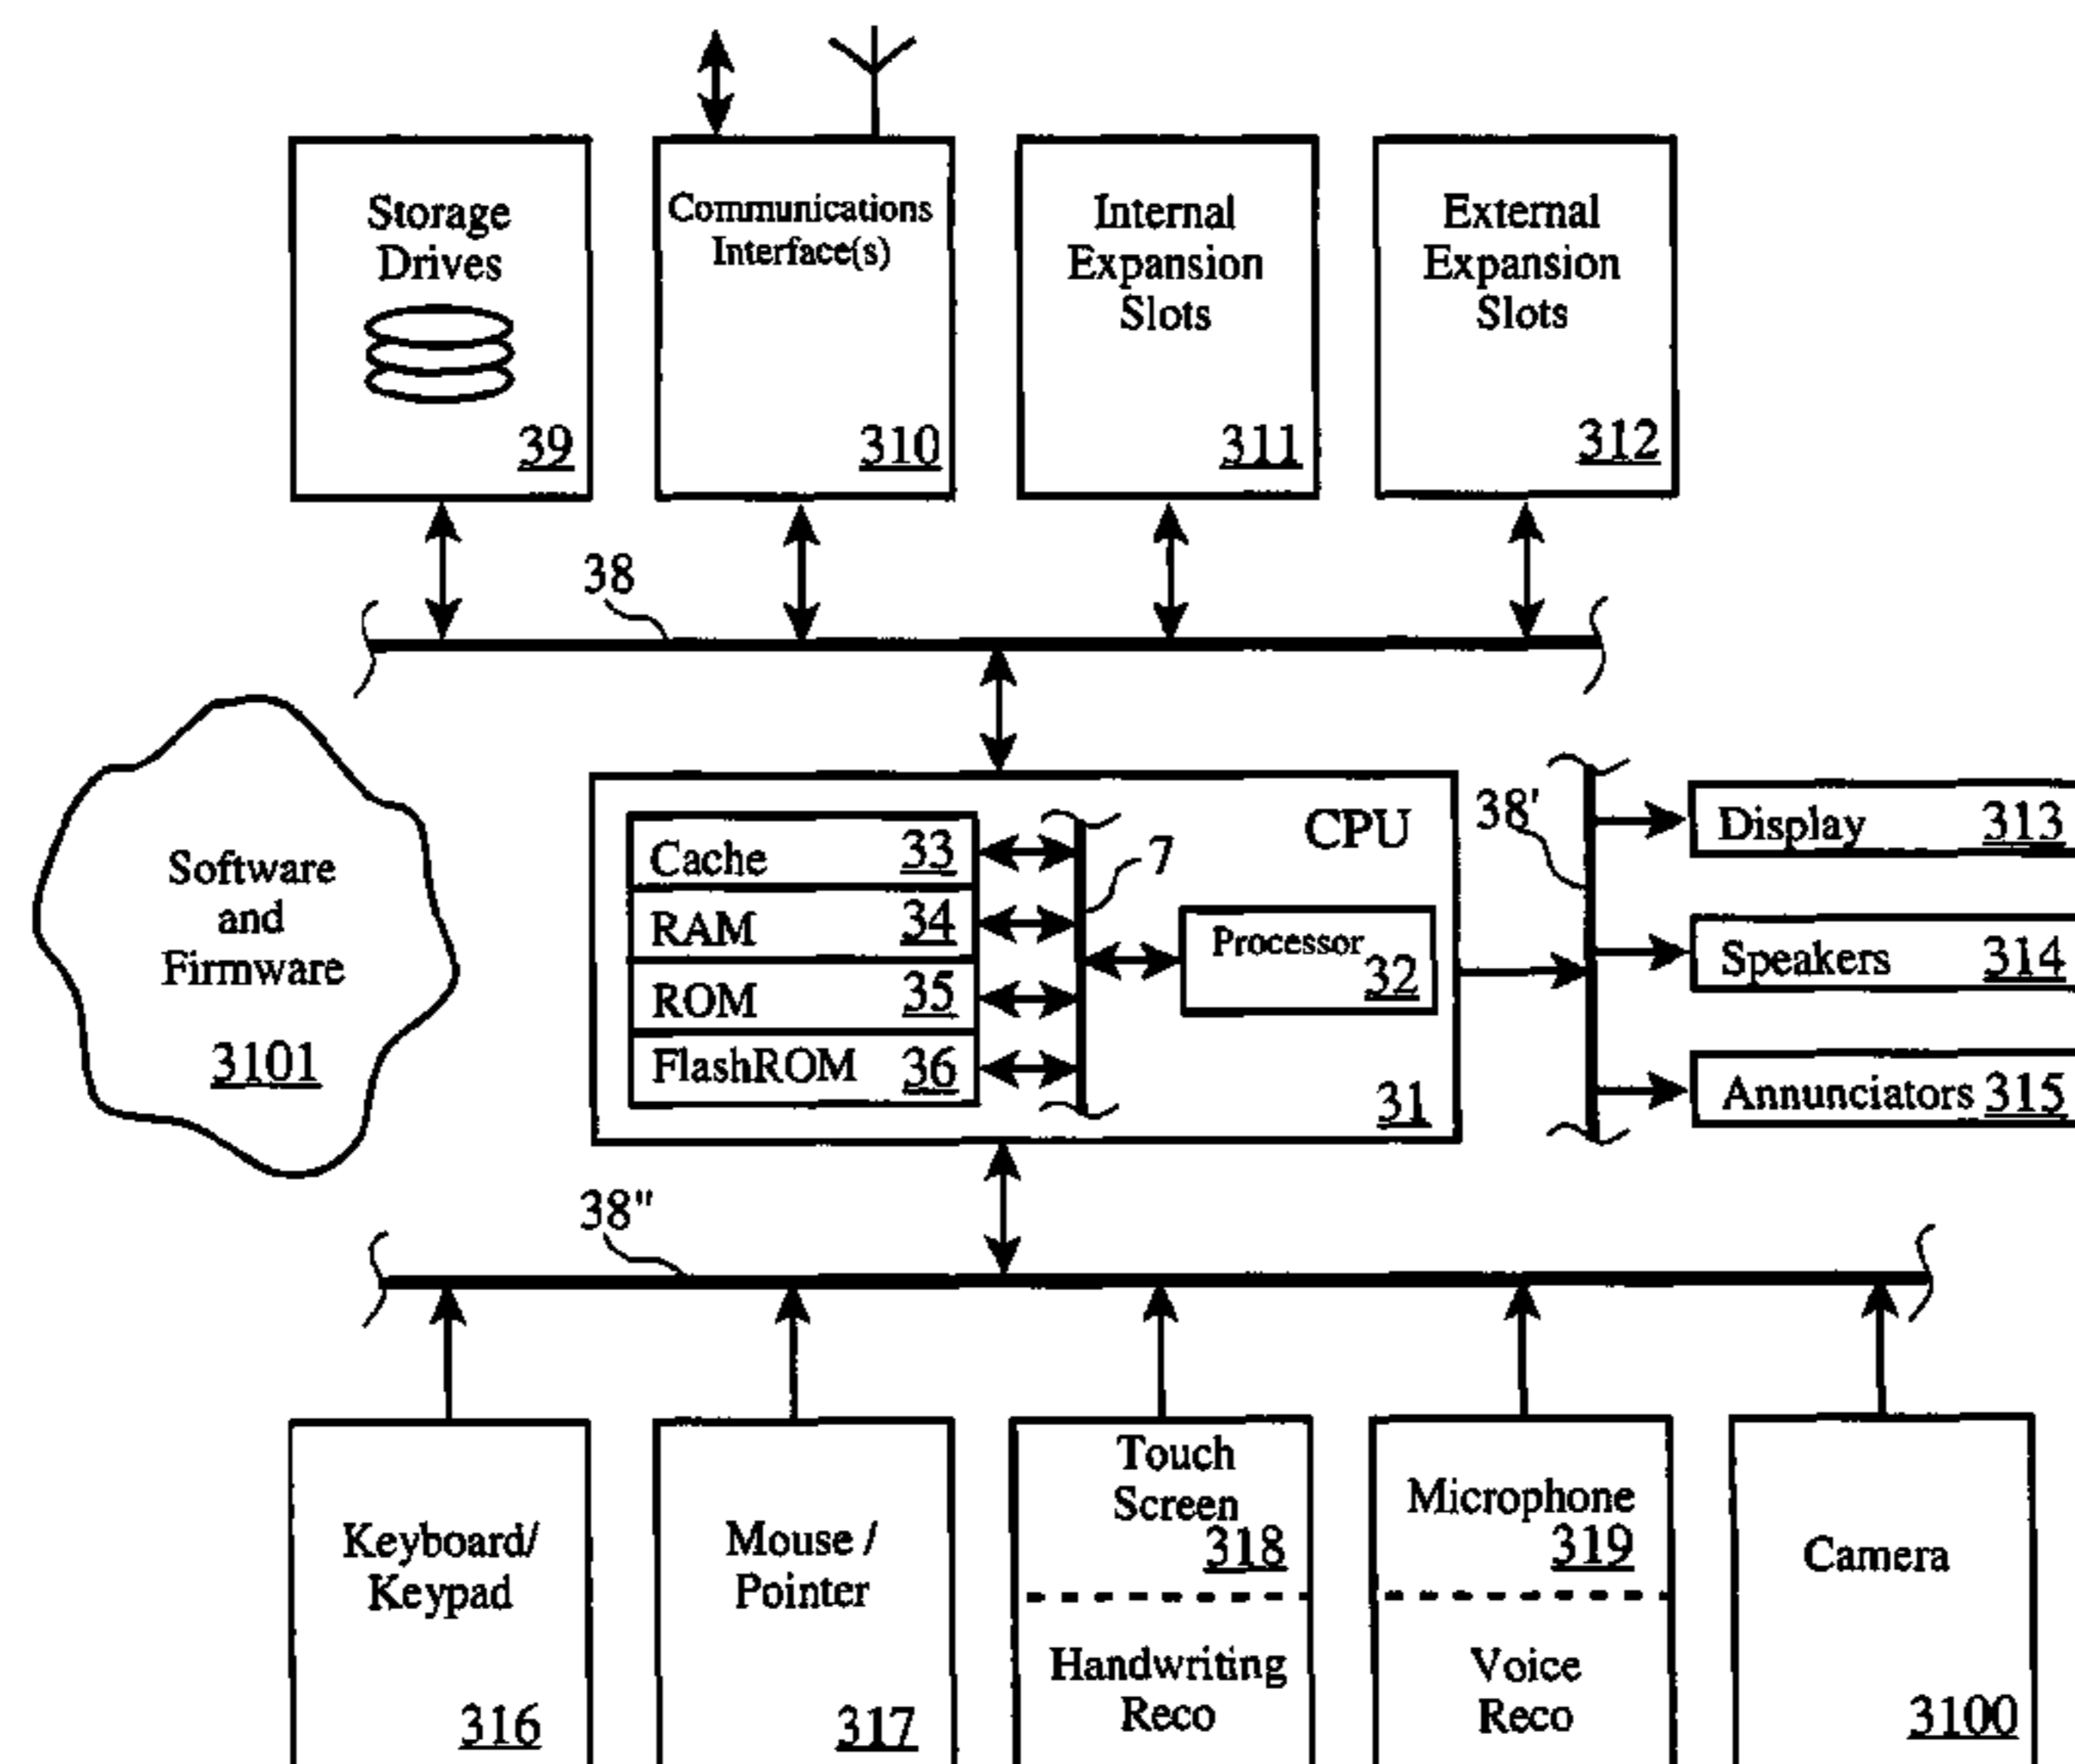 Storage
Drives
39
Communications
Interface(s)
310
Internal
Expansion
Slots
311
External
Expansion
Slots
312
38
Software
and
Firmware
3101
CPU
Cache 33
RAM 34
ROM 35
FlashROM 36
7
Processor
32
31
38'
Display 313
Speakers 314
Annunciators 315
38"
Keyboard/
Keypad
316
Mouse /
Pointer
317
Touch
Screen
318
Handwriting
Reco
Microphone
319
Voice
Reco
Camera
3100